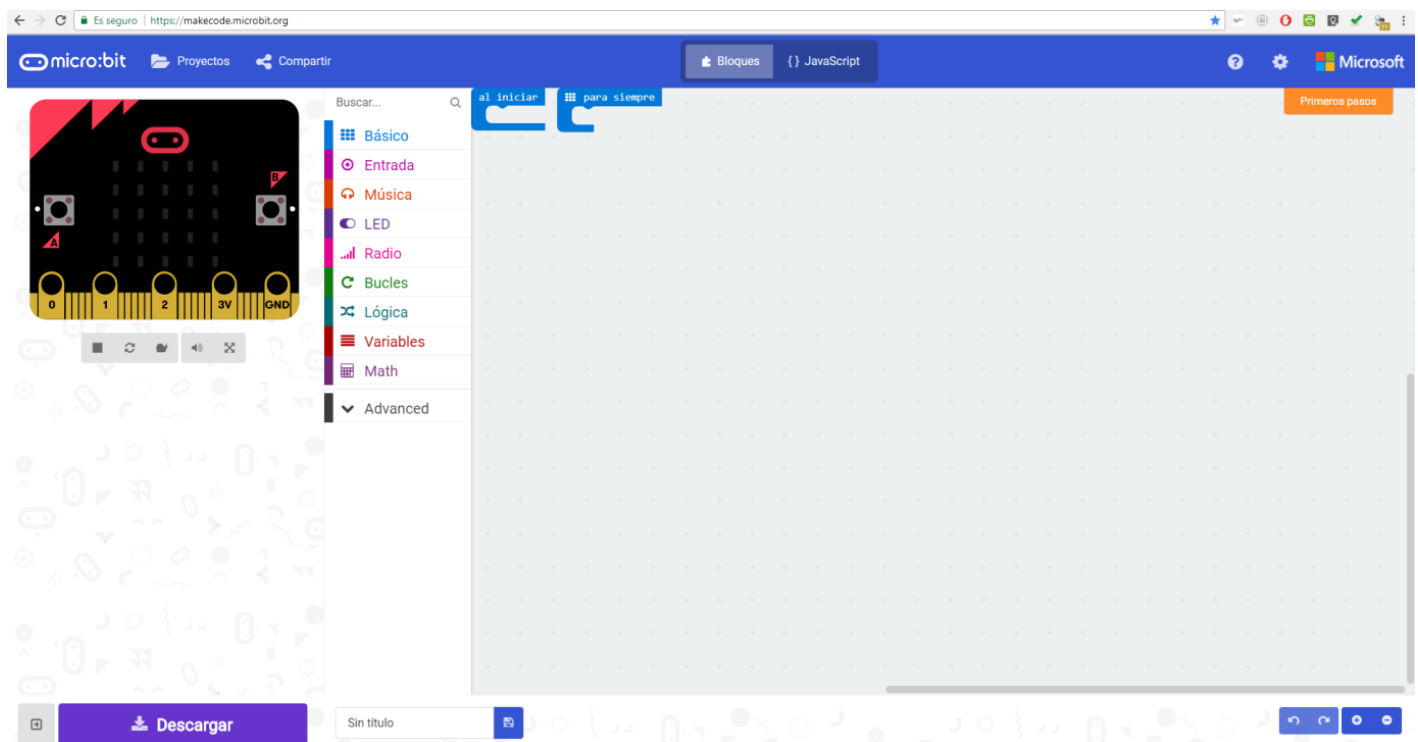 Es seguro | https://makecode.microbit.org
micro:bit Proyectos Compartir Bloques {} JavaScript Microsoft
Buscar... al iniciar para siempre Primeros pasos
Básico
Entrada
B
Música
LED
A
Radio
Bucles
0 1 2 3V GND
Lógica
Variables
Math
Advanced
Descargar Sin título